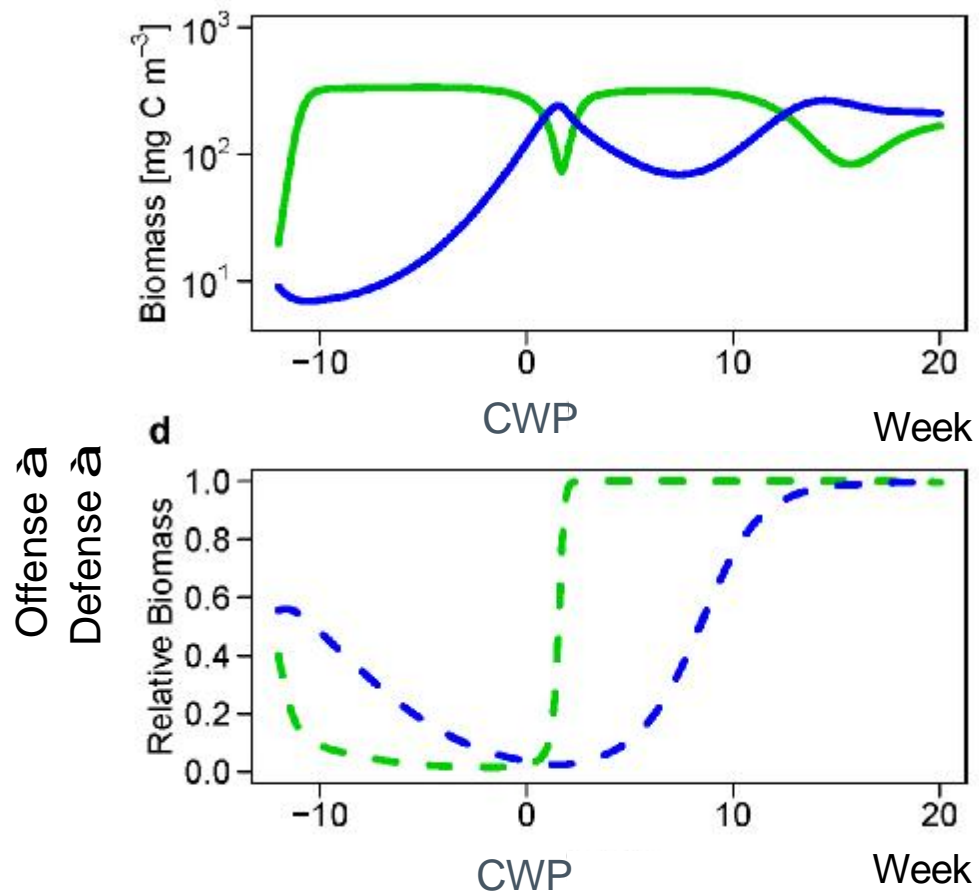 Biomass [mg C m⁻³]
10³
10²
10¹
−10 0 10 20
CWP
Week
d
Offense à
Defense à
Relative Biomass
1.0
0.8
0.6
0.4
0.2
0.0
−10 0 10 20
CWP
Week